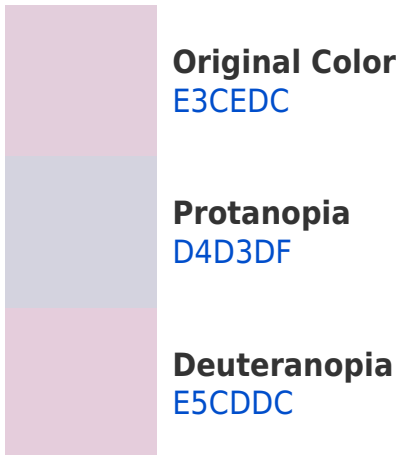 Original Color
E3CEDC
Protanopia
D4D3DF
Deuteranopia
E5CDDC